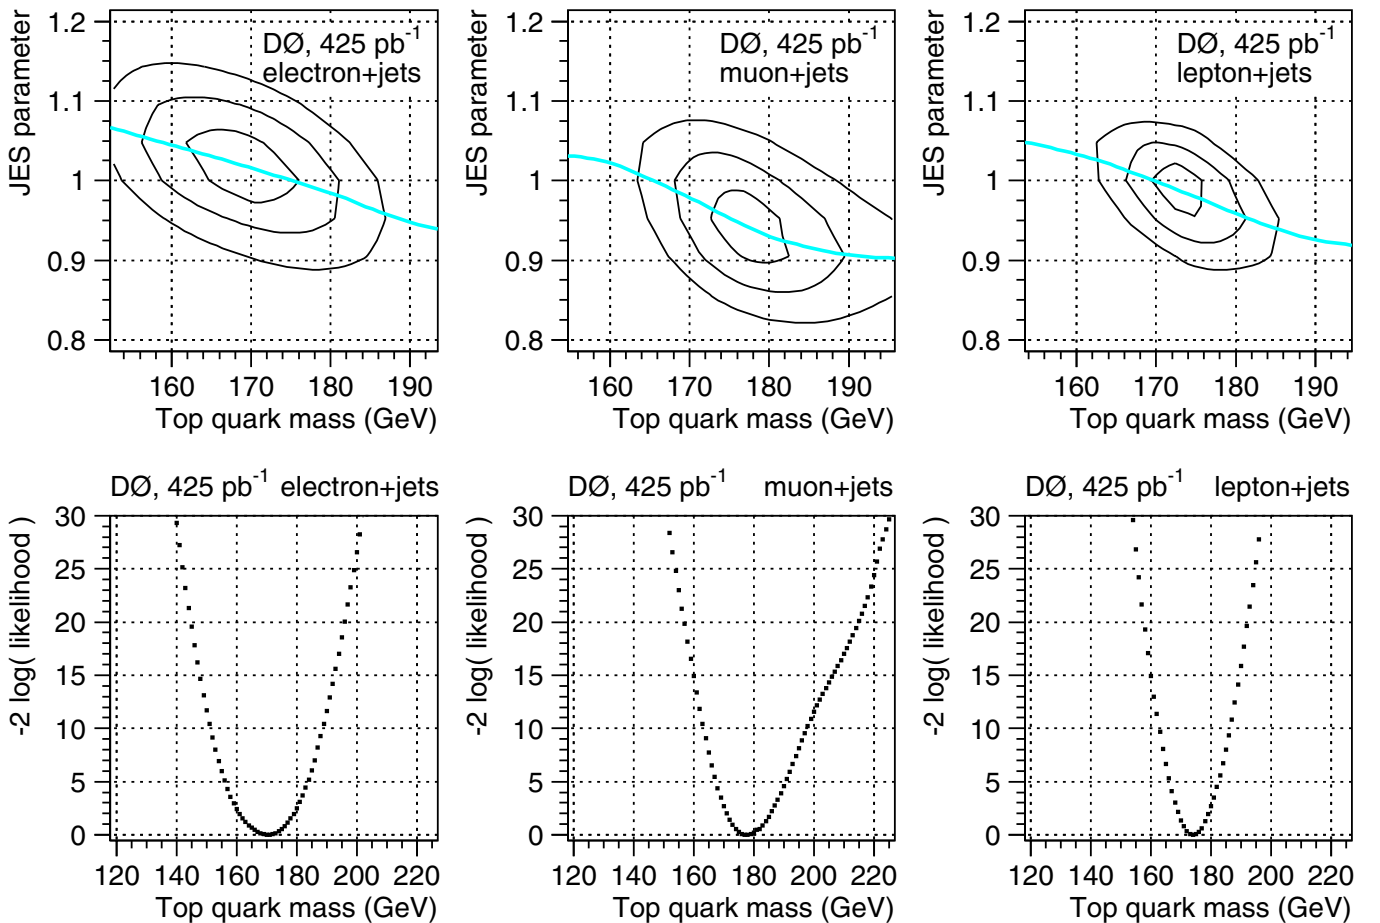 DØ, 425 pb-1
electron+jets
JES parameter
1.2
1.1
1
0.9
0.8
160 170 180 190
Top quark mass (GeV)
DØ, 425 pb-1
muon+jets
JES parameter
1.2
1.1
1
0.9
0.8
160 170 180 190
Top quark mass (GeV)
DØ, 425 pb-1
lepton+jets
JES parameter
1.2
1.1
1
0.9
0.8
160 170 180 190
Top quark mass (GeV)
DØ, 425 pb-1 electron+jets
-2 log( likelihood )
30
25
20
15
10
5
0
120 140 160 180 200 220
Top quark mass (GeV)
DØ, 425 pb-1 muon+jets
-2 log( likelihood )
30
25
20
15
10
5
0
120 140 160 180 200 220
Top quark mass (GeV)
DØ, 425 pb-1 lepton+jets
-2 log( likelihood )
30
25
20
15
10
5
0
120 140 160 180 200 220
Top quark mass (GeV)